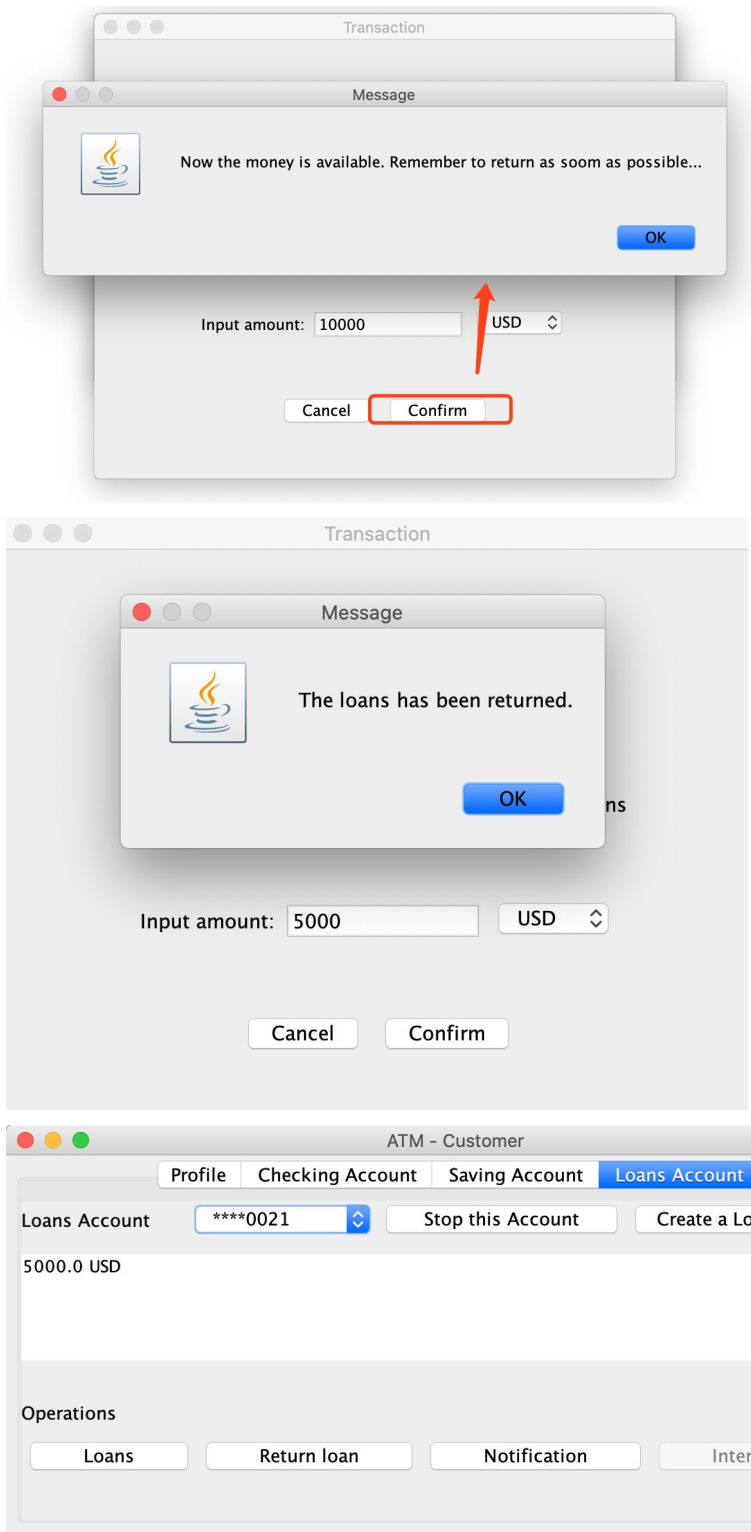 Transaction
Message
Now the money is available. Remember to return as soom as possible...
OK
Input amount: 10000 USD
Cancel Confirm
Transaction
Message
The loans has been returned.
OK
ns
Input amount: 5000 USD
Cancel Confirm
ATM - Customer
Profile Checking Account Saving Account Loans Account
Loans Account ****0021 Stop this Account Create a Lo
5000.0 USD
Operations
Loans Return loan Notification Inter